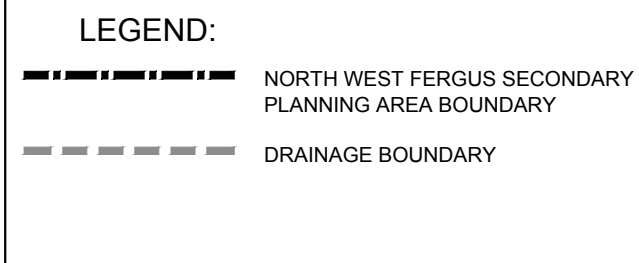 LEGEND:
NORTH WEST FERGUS SECONDARY
PLANNING AREA BOUNDARY
DRAINAGE BOUNDARY